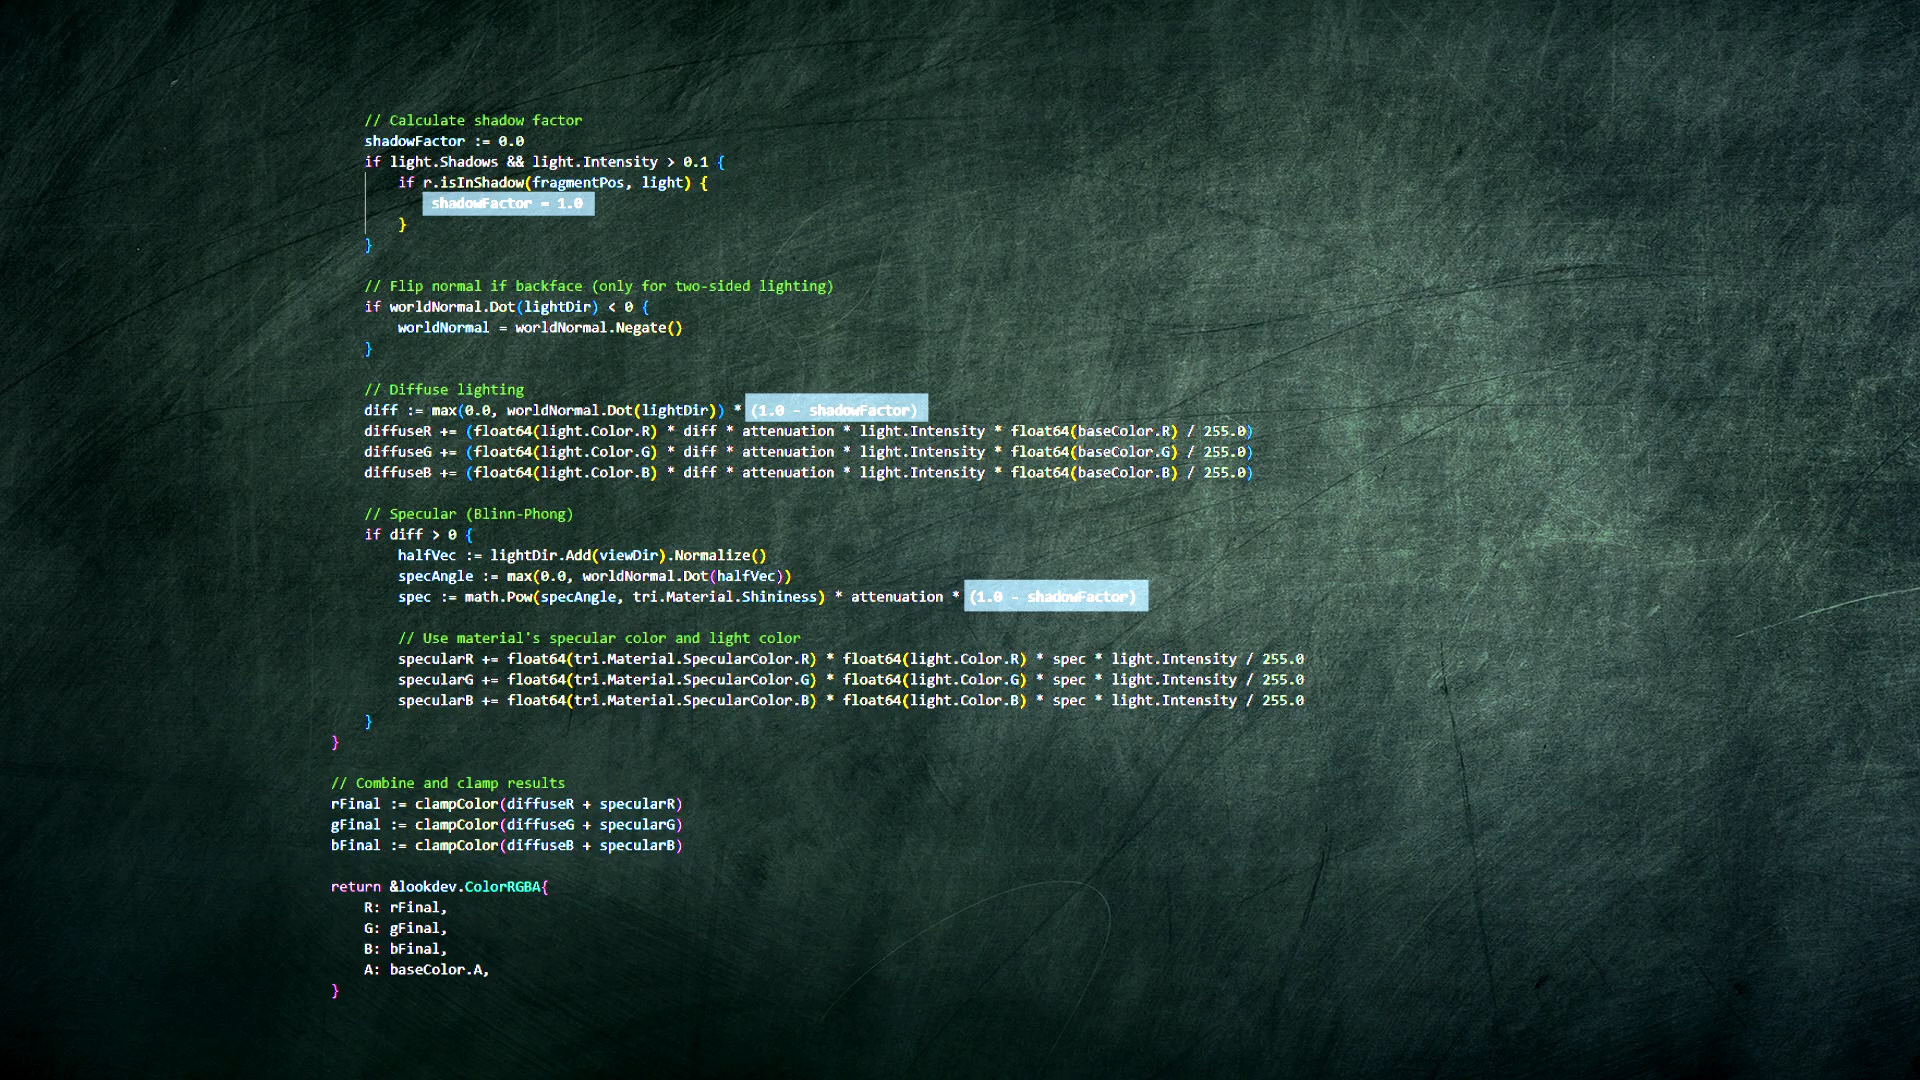 // Calculate shadow factor
shadowFactor := 0.0
if light.Shadows && light.Intensity > 0.1 {
if r.isInShadow(fragmentPos, light) {
shadowFactor = 1.0
}
}
// Flip normal if backface (only for two-sided lighting)
if worldNormal.Dot(lightDir) < 0 {
worldNormal = worldNormal.Negate()
}
// Diffuse lighting
diff := max(0.0, worldNormal.Dot(lightDir)) * (1.0 - shadowFactor)
diffuseR += (float64(light.Color.R) * diff * attenuation * light.Intensity * float64(baseColor.R) / 255.0)
diffuseG += (float64(light.Color.G) * diff * attenuation * light.Intensity * float64(baseColor.G) / 255.0)
diffuseB += (float64(light.Color.B) * diff * attenuation * light.Intensity * float64(baseColor.B) / 255.0)
// Specular (Blinn-Phong)
if diff > 0 {
halfVec := lightDir.Add(viewDir).Normalize()
specAngle := max(0.0, worldNormal.Dot(halfVec))
spec := math.Pow(specAngle, tri.Material.Shininess) * attenuation * (1.0 - shadowFactor)
// Use material's specular color and light color
specularR += float64(tri.Material.SpecularColor.R) * float64(light.Color.R) * spec * light.Intensity / 255.0
specularG += float64(tri.Material.SpecularColor.G) * float64(light.Color.G) * spec * light.Intensity / 255.0
specularB += float64(tri.Material.SpecularColor.B) * float64(light.Color.B) * spec * light.Intensity / 255.0
}
}
// Combine and clamp results
rFinal := clampColor(diffuseR + specularR)
gFinal := clampColor(diffuseG + specularG)
bFinal := clampColor(diffuseB + specularB)
return &lookdev.ColorRGBA{
R: rFinal,
G: gFinal,
B: bFinal,
A: baseColor.A,
}